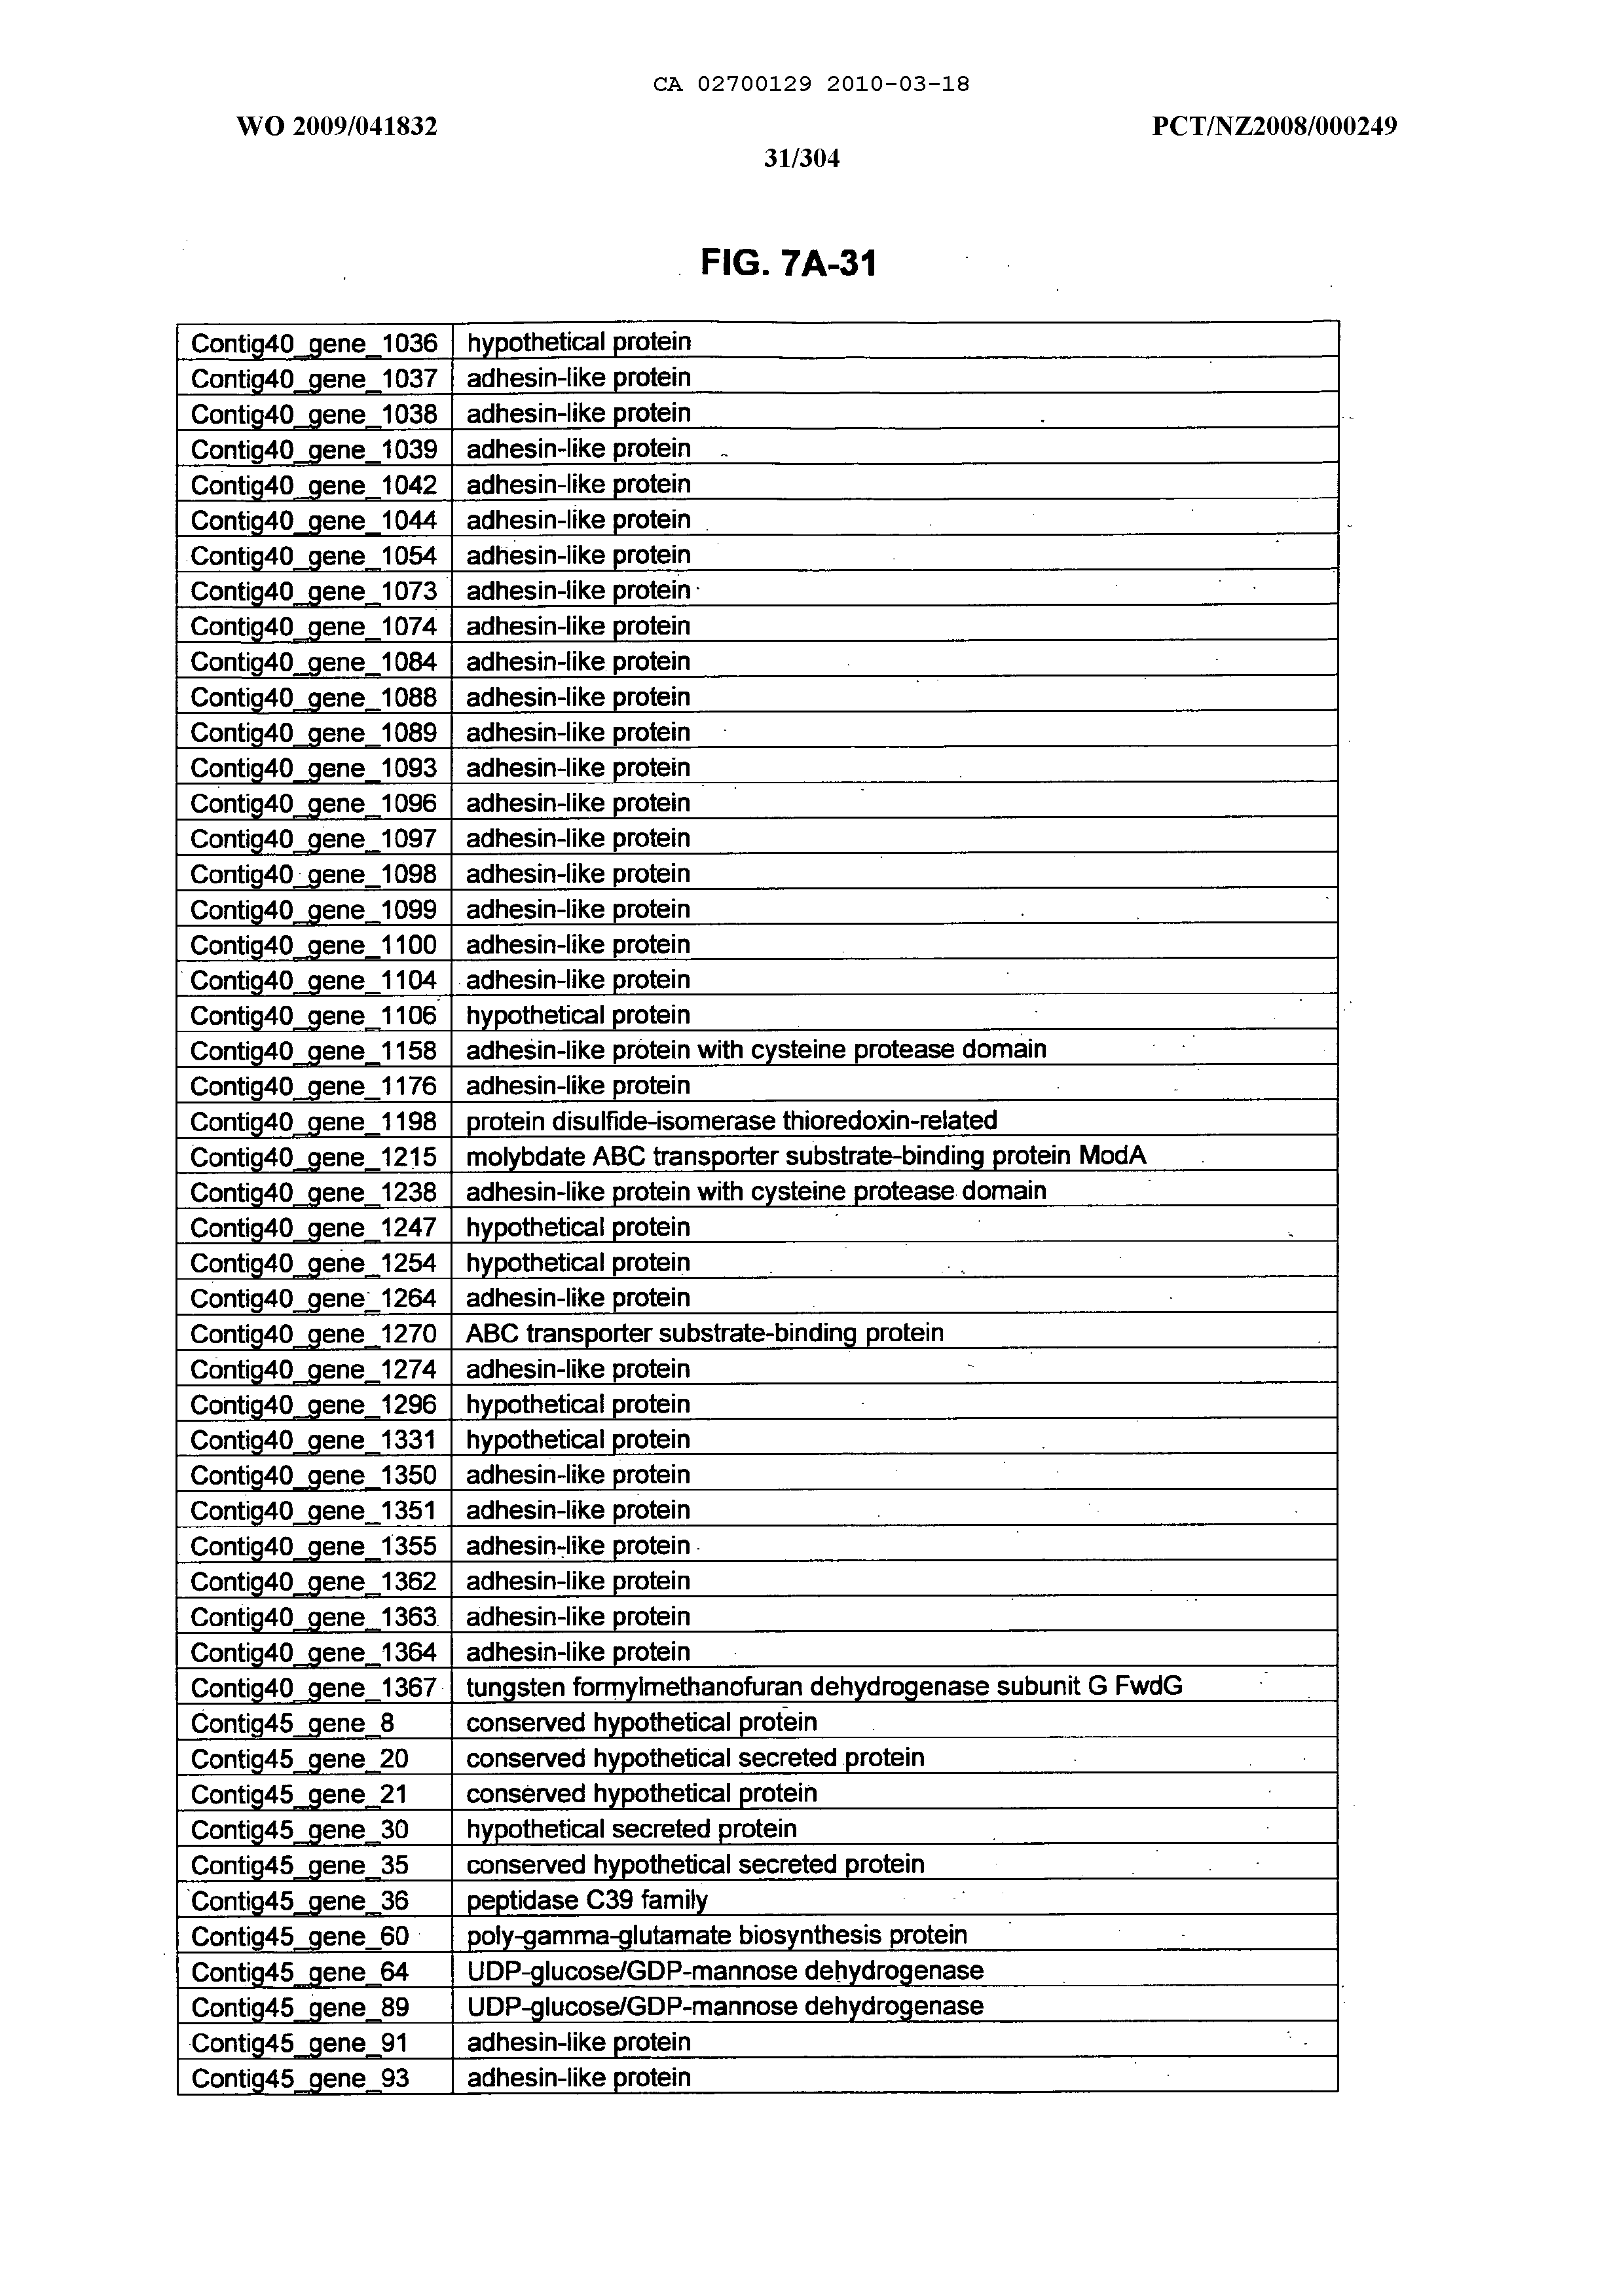 CA 02700129 2010-03-18
WO 2009/041832 PCT/NZ2008/000249
31/304
FIG. 7A-31
Contig40_gene_1036 hypothetical protein
Contig40_gene_1037 adhesin-like protein
Contig40_gene_1038 adhesin-like protein
Contig40_gene_1039 adhesin-like protein
Contig40_gene_1042 adhesin-like protein
Contig40_gene_1044 adhesin-like protein
Contig40_gene_1054 adhesin-like protein
Contig40_gene_1073 adhesin-like protein
Contig40_gene_1074 adhesin-like protein
Contig40_gene_1084 adhesin-like protein
Contig40_gene_1088 adhesin-like protein
Contig40_gene_1089 adhesin-like protein
Contig40_gene_1093 adhesin-like protein
Contig40_gene_1096 adhesin-like protein
Contig40_gene_1097 adhesin-like protein
Contig40_gene_1098 adhesin-like protein
Contig40_gene_1099 adhesin-like protein
Contig40_gene_1100 adhesin-like protein
Contig40_gene_1104 adhesin-like protein
Contig40_gene_1106 hypothetical protein
Contig40_gene_1158 adhesin-like protein with cysteine protease domain
Contig40_gene_1176 adhesin-like protein
Contig40_gene_1198 protein disulfide-isomerase thioredoxin-related
Contig40_gene_1215 molybdate ABC transporter substrate-binding protein ModA
Contig40_gene_1238 adhesin-like protein with cysteine protease domain
Contig40_gene_1247 hypothetical protein
Contig40_gene_1254 hypothetical protein
Contig40_gene_1264 adhesin-like protein
Contig40_gene_1270 ABC transporter substrate-binding protein
Contig40_gene_1274 adhesin-like protein
Contig40_gene_1296 hypothetical protein
Contig40_gene_1331 hypothetical protein
Contig40_gene_1350 adhesin-like protein
Contig40_gene_1351 adhesin-like protein
Contig40_gene_1355 adhesin-like protein
Contig40_gene_1362 adhesin-like protein
Contig40_gene_1363 adhesin-like protein
Contig40_gene_1364 adhesin-like protein
Contig40_gene_1367 tungsten formylmethanofuran dehydrogenase subunit G FwdG
Contig45_gene_8 conserved hypothetical protein
Contig45_gene_20 conserved hypothetical secreted protein
Contig45_gene_21 conserved hypothetical protein
Contig45_gene_30 hypothetical secreted protein
Contig45_gene_35 conserved hypothetical secreted protein
Contig45_gene_36 peptidase C39 family
Contig45_gene_60 poly-gamma-glutamate biosynthesis protein
Contig45_gene_64 UDP-glucose/GDP-mannose dehydrogenase
Contig45_gene_89 UDP-glucose/GDP-mannose dehydrogenase
Contig45_gene_91 adhesin-like protein
Contig45_gene_93 adhesin-like protein